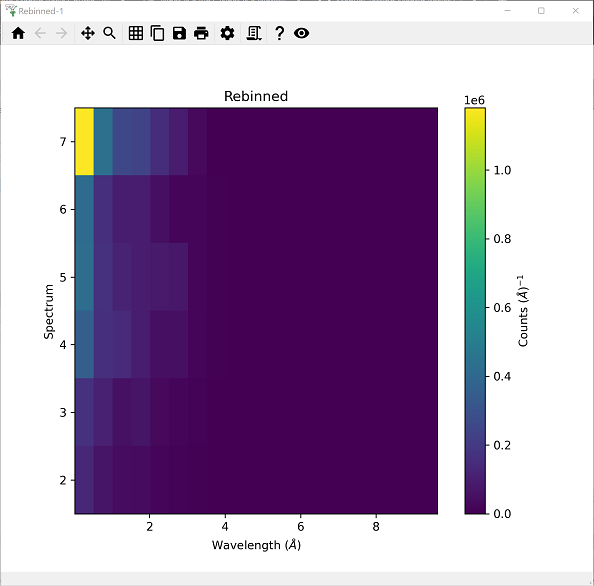 Rebinned-1
Rebinned
1e6
7
6
5
4
3
2
Spectrum
2
4
6
8
Wavelength (Å)
1.0
0.8
0.6
0.4
0.2
0.0
Counts (Å)⁻¹